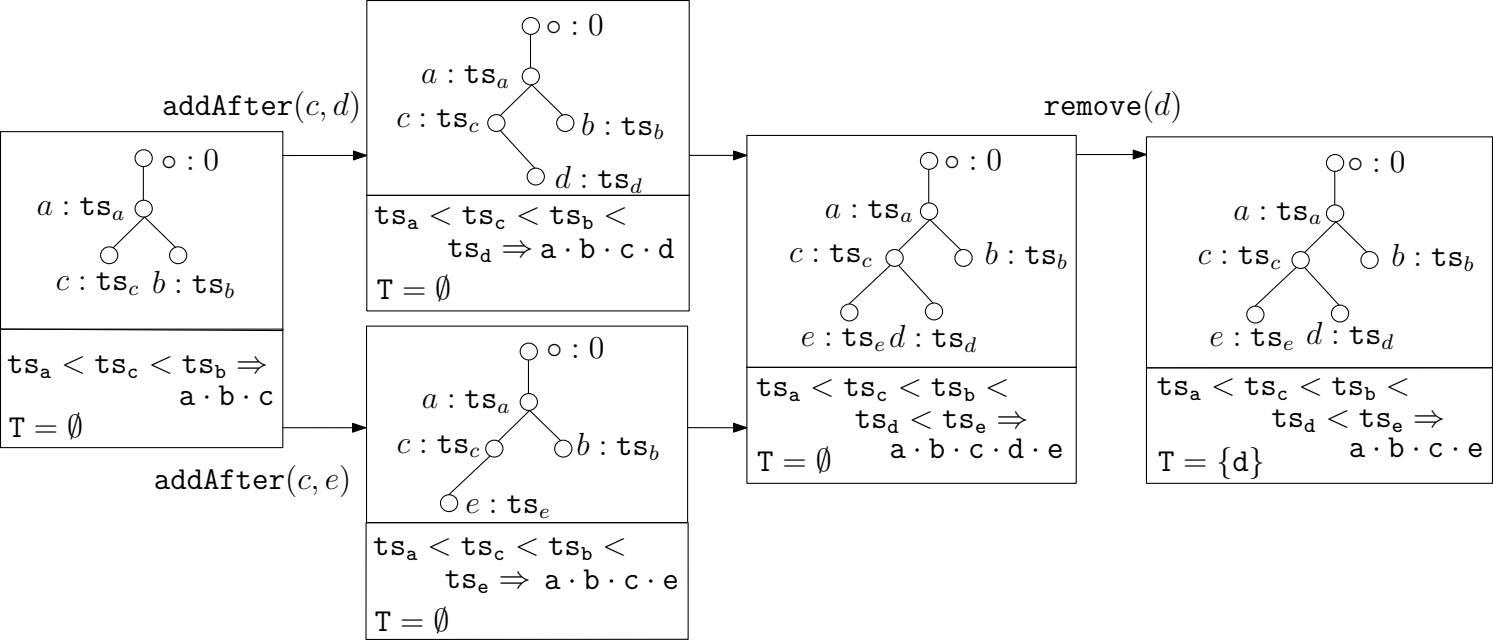 addAfter(c, d)
∘ : 0
a : ts_a
c : ts_c b : ts_b
ts_a < ts_c < ts_b ⇒
a · b · c
T = ∅
addAfter(c, e)
∘ : 0
a : ts_a
c : ts_c
b : ts_b
d : ts_d
ts_a < ts_c < ts_b <
ts_d ⇒ a · b · c · d
T = ∅
∘ : 0
a : ts_a
c : ts_c
b : ts_b
e : ts_e
ts_a < ts_c < ts_b <
ts_e ⇒ a · b · c · e
T = ∅
∘ : 0
a : ts_a
c : ts_c
b : ts_b
e : ts_e d : ts_d
ts_a < ts_c < ts_b <
ts_d < ts_e ⇒
a · b · c · d · e
T = ∅
remove(d)
∘ : 0
a : ts_a
c : ts_c
b : ts_b
e : ts_e d : ts_d
ts_a < ts_c < ts_b <
ts_d < ts_e ⇒
a · b · c · e
T = {d}